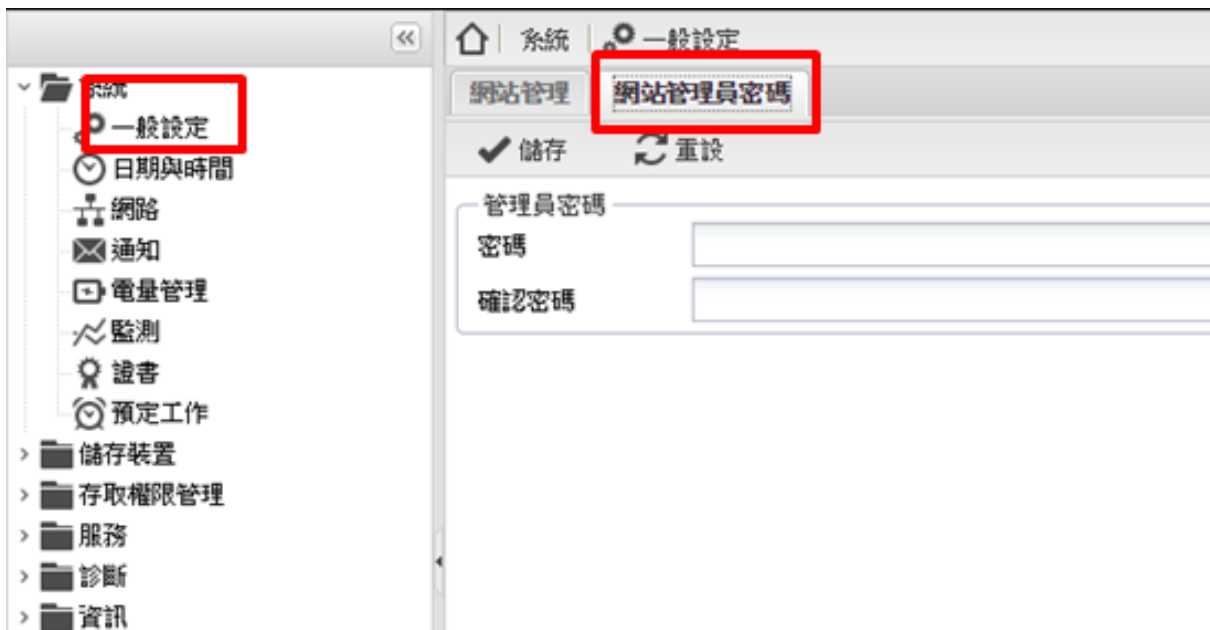 系統 一般設定
系統
一般設定
日期與時間
網路
通知
電量管理
監測
證書
預定工作
儲存裝置
存取權限管理
服務
診斷
資訊
網站管理 網站管理員密碼
儲存 重設
管理員密碼
密碼
確認密碼